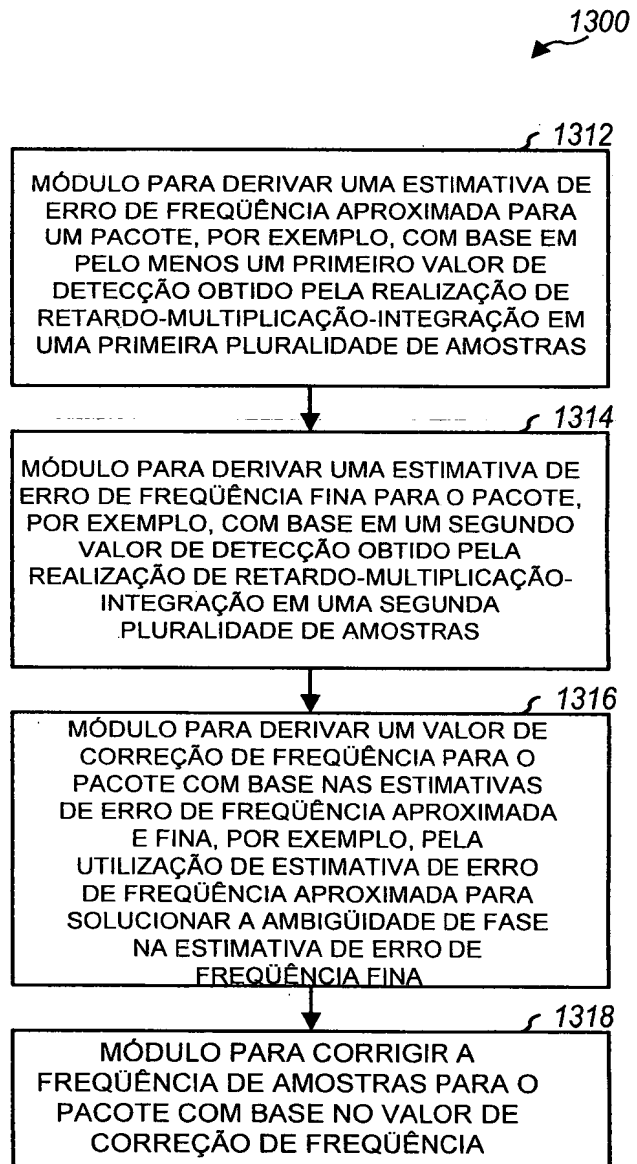 1300
1312
MÓDULO PARA DERIVAR UMA ESTIMATIVA DE
ERRO DE FREQÜÊNCIA APROXIMADA PARA
UM PACOTE, POR EXEMPLO, COM BASE EM
PELO MENOS UM PRIMEIRO VALOR DE
DETECÇÃO OBTIDO PELA REALIZAÇÃO DE
RETARDO-MULTIPLICAÇÃO-INTEGRAÇÃO EM
UMA PRIMEIRA PLURALIDADE DE AMOSTRAS
1314
MÓDULO PARA DERIVAR UMA ESTIMATIVA DE
ERRO DE FREQÜÊNCIA FINA PARA O PACOTE,
POR EXEMPLO, COM BASE EM UM SEGUNDO
VALOR DE DETECÇÃO OBTIDO PELA
REALIZAÇÃO DE RETARDO-MULTIPLICAÇÃO-
INTEGRAÇÃO EM UMA SEGUNDA
PLURALIDADE DE AMOSTRAS
1316
MÓDULO PARA DERIVAR UM VALOR DE
CORREÇÃO DE FREQÜÊNCIA PARA O
PACOTE COM BASE NAS ESTIMATIVAS
DE ERRO DE FREQÜÊNCIA APROXIMADA
E FINA, POR EXEMPLO, PELA
UTILIZAÇÃO DE ESTIMATIVA DE ERRO
DE FREQÜÊNCIA APROXIMADA PARA
SOLUCIONAR A AMBIGÜIDADE DE FASE
NA ESTIMATIVA DE ERRO DE
FREQÜÊNCIA FINA
1318
MÓDULO PARA CORRIGIR A
FREQÜÊNCIA DE AMOSTRAS PARA O
PACOTE COM BASE NO VALOR DE
CORREÇÃO DE FREQÜÊNCIA